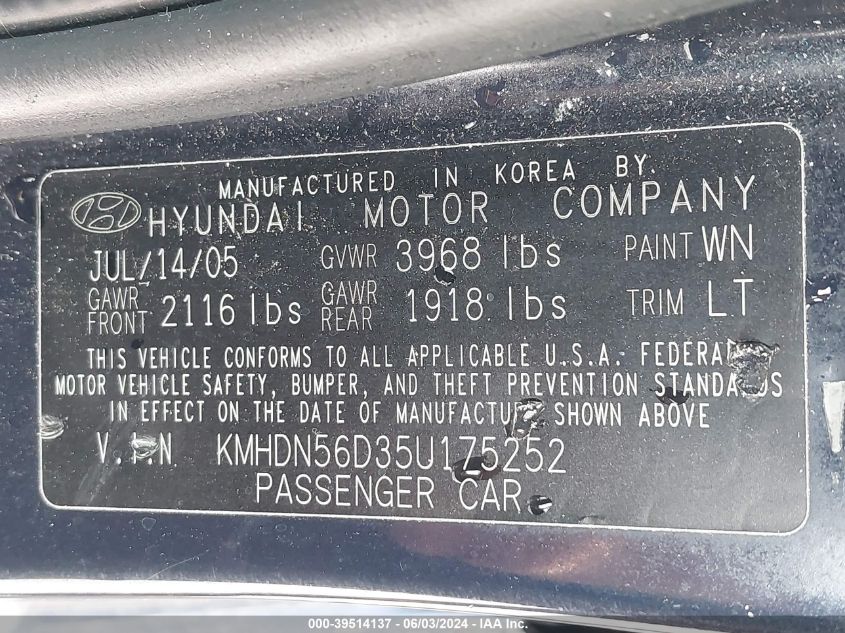 MANUFACTURED IN KOREA BY.
HYUNDAI MOTOR COMPANY
JUL/14/05 GVWR 3968 lbs PAINT WN
GAWR FRONT 2116 lbs GAWR REAR 1918 lbs TRIM LT
THIS VEHICLE CONFORMS TO ALL APPLICABLE U.S.A. FEDERAL
MOTOR VEHICLE SAFETY, BUMPER, AND THEFT PREVENTION STANDARDS
IN EFFECT ON THE DATE OF MANUFACTURE SHOWN ABOVE
V.I.N KMHDN56D35U175252
PASSENGER CAR
000-39514137 - 06/03/2024 - IAA Inc.